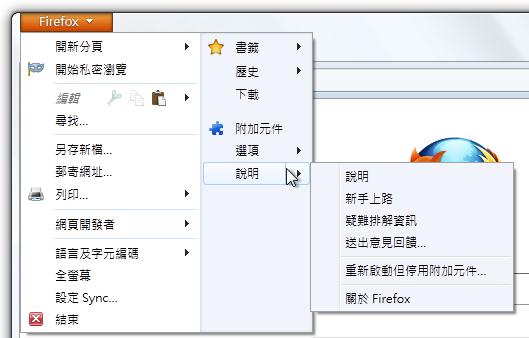 Firefox
開新分頁
開始私密瀏覽
編輯
尋找...
另存新檔...
郵寄網址...
列印...
網頁開發者
語言及字元編碼
全螢幕
設定 Sync...
結束
書籤
歷史
下載
附加元件
選項
說明
說明
新手上路
疑難排解資訊
送出意見回饋...
重新啟動但停用附加元件...
關於 Firefox